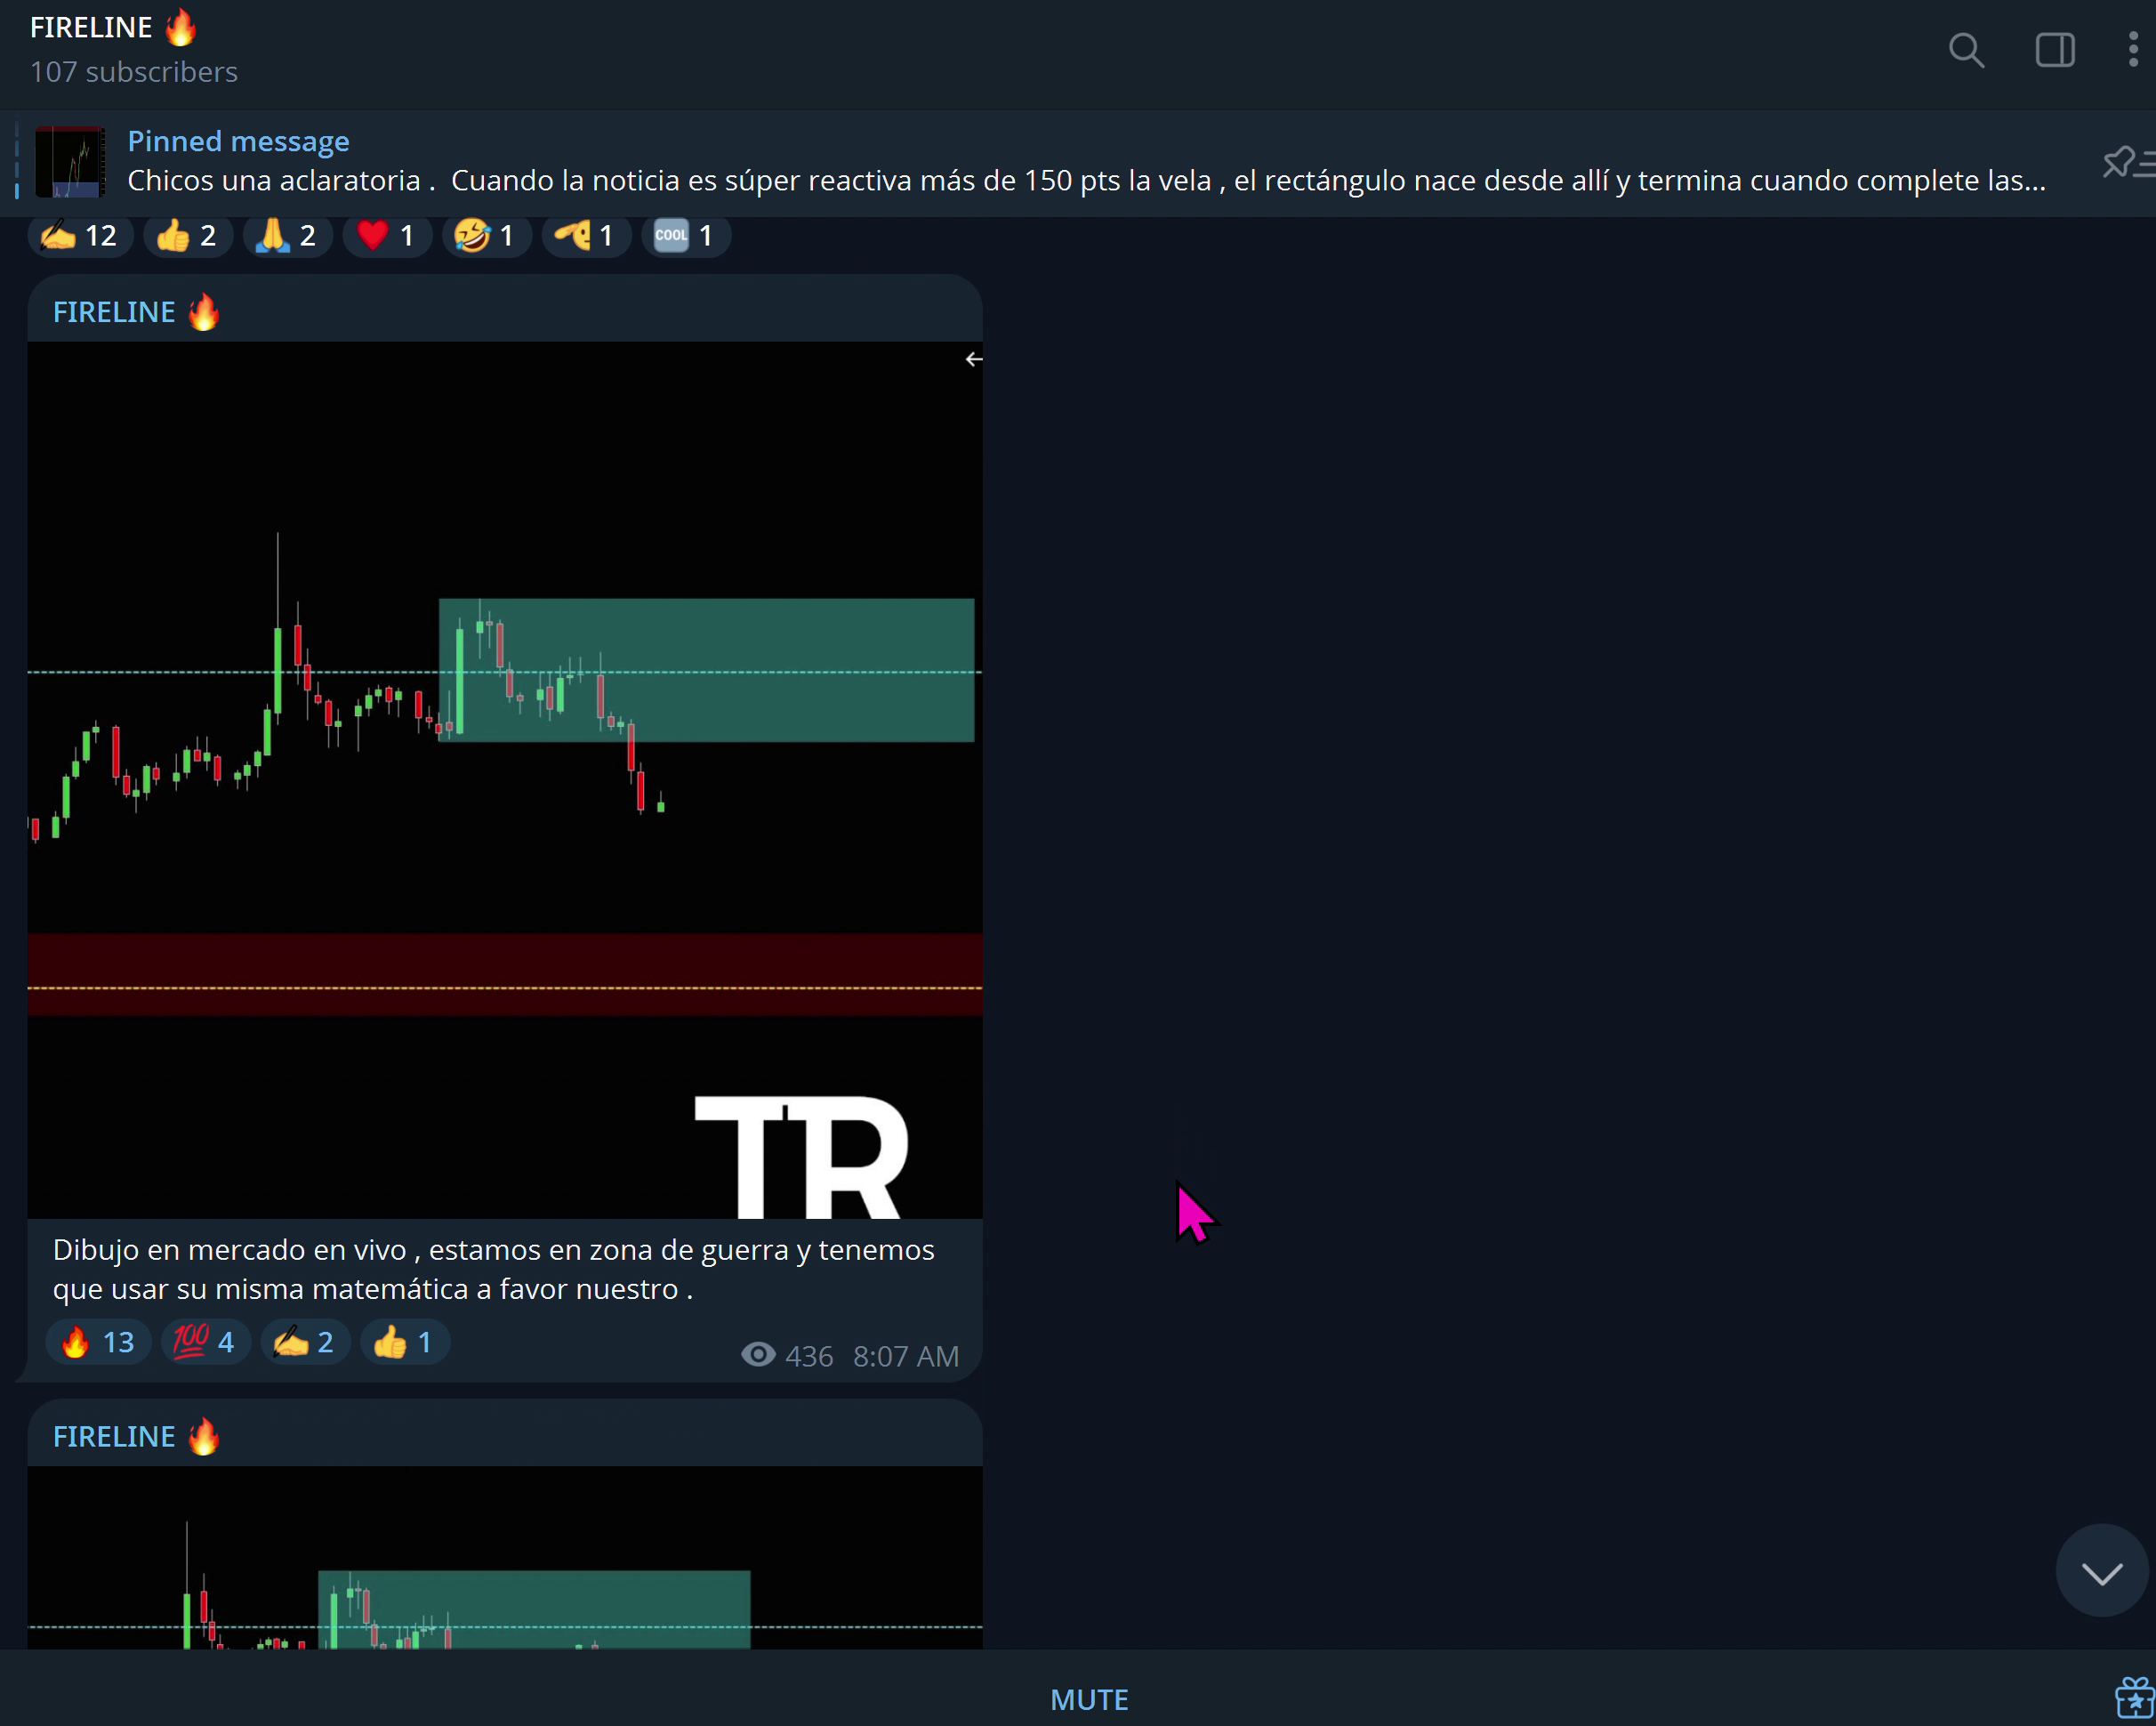 FIRELINE 🔥
107 subscribers
Pinned message
Chicos una aclaratoria .  Cuando la noticia es súper reactiva más de 150 pts la vela , el rectángulo nace desde allí y termina cuando complete las...
12 2 2 1 1 1 COOL 1
FIRELINE 🔥
TR
Dibujo en mercado en vivo , estamos en zona de guerra y tenemos
que usar su misma matemática a favor nuestro .
13 100 4 2 1
436 8:07 AM
FIRELINE 🔥
MUTE